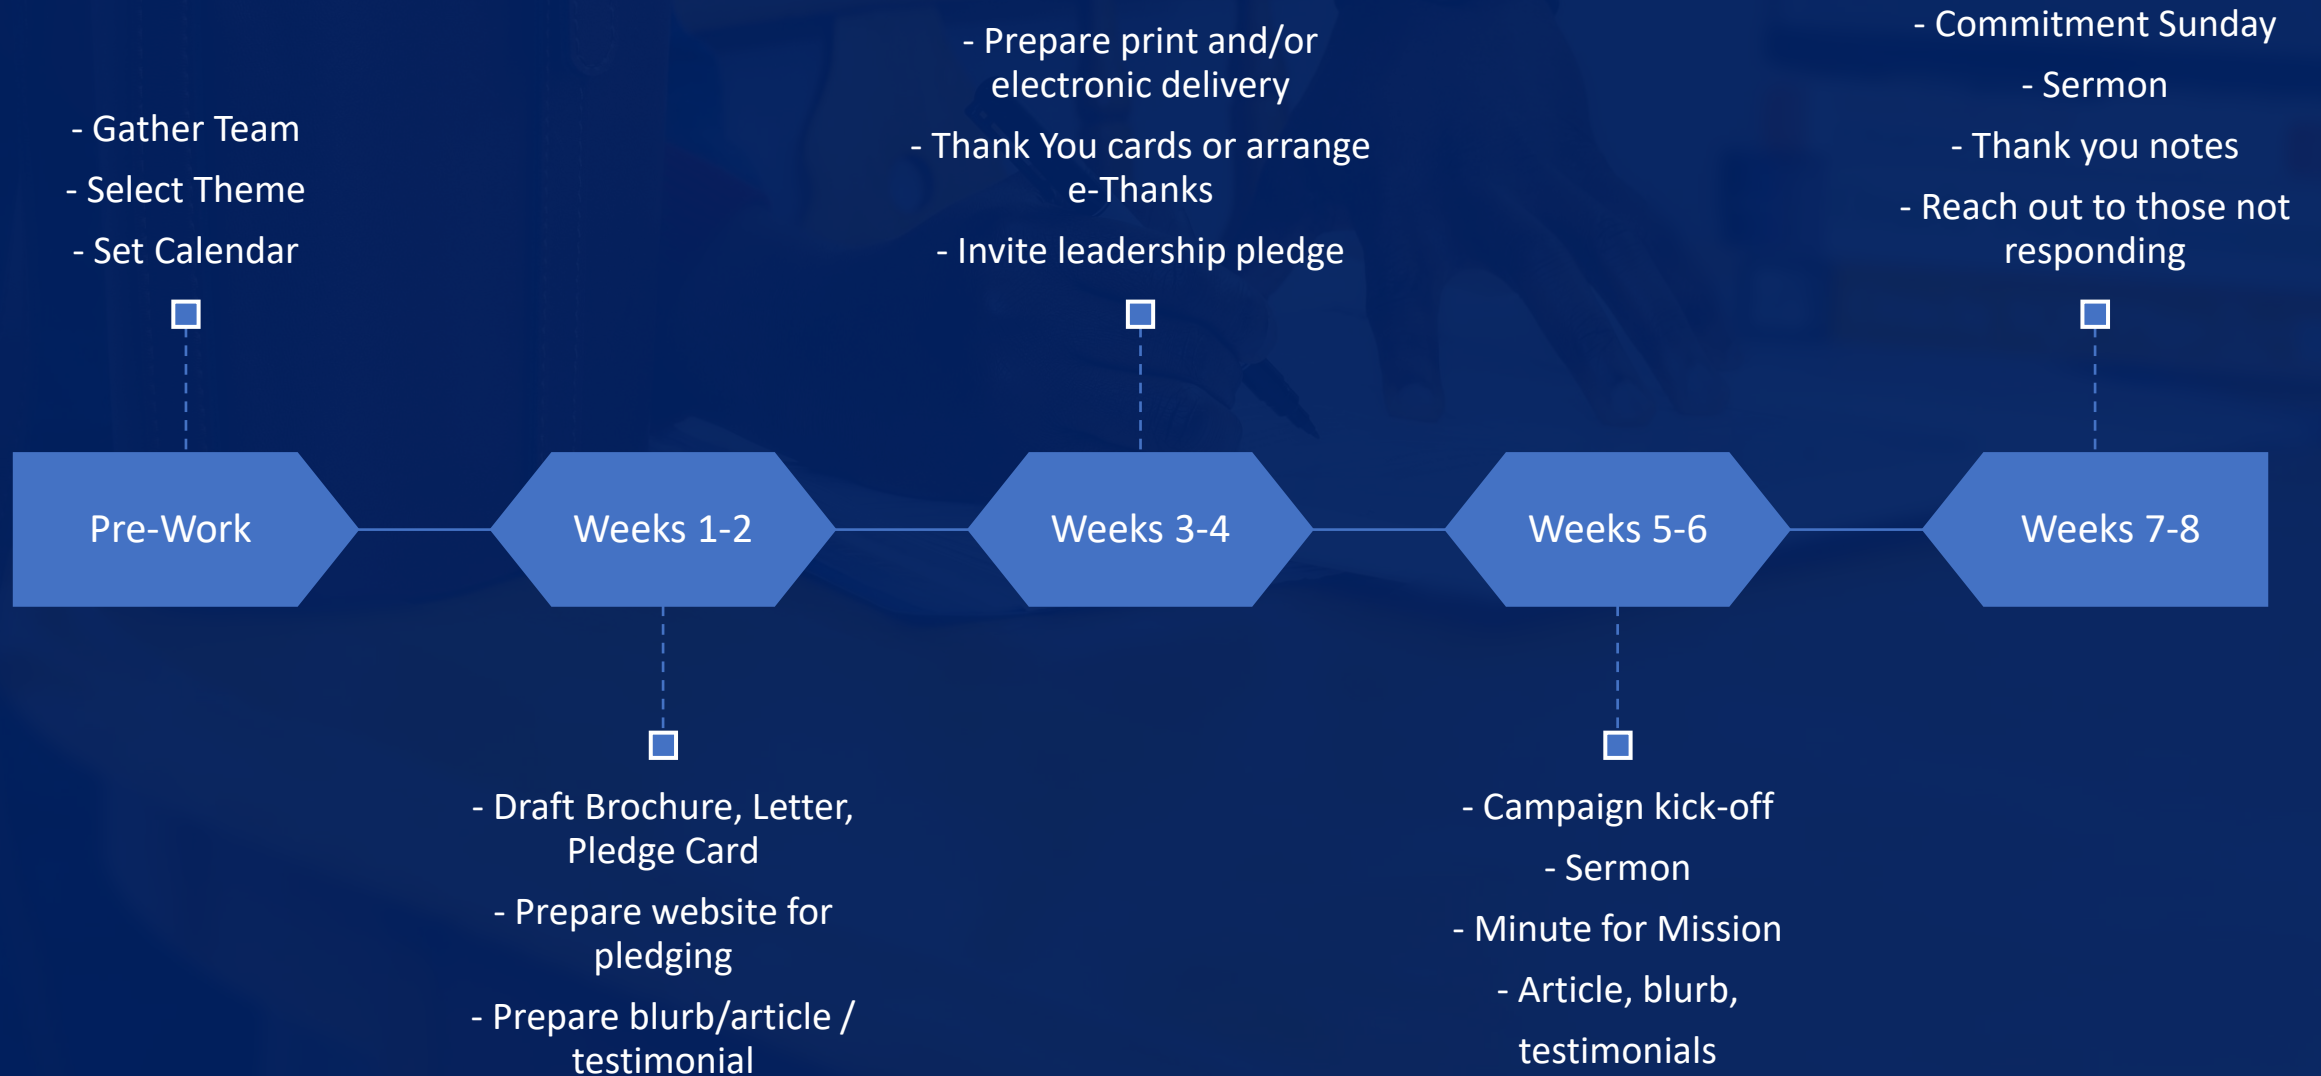 - Gather Team
- Select Theme
- Set Calendar
- Prepare print and/or
electronic delivery
- Thank You cards or arrange
e-Thanks
- Invite leadership pledge
- Commitment Sunday
- Sermon
- Thank you notes
- Reach out to those not
responding
Pre-Work
Weeks 1-2
Weeks 3-4
Weeks 5-6
Weeks 7-8
- Draft Brochure, Letter,
Pledge Card
- Prepare website for
pledging
- Prepare blurb/article /
testimonial
- Campaign kick-off
- Sermon
- Minute for Mission
- Article, blurb,
testimonials